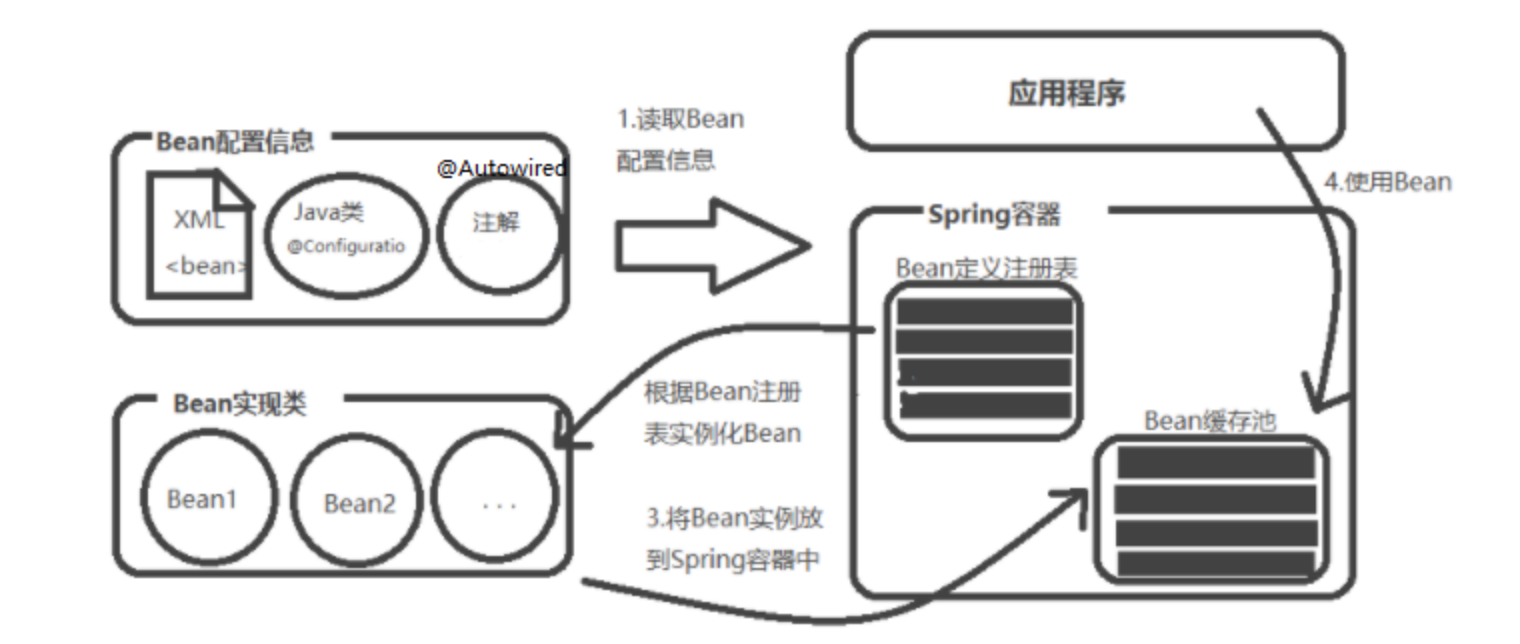 应用程序
Bean配置信息
@Autowired
XML
<bean>
Java类
@Configuratio
注解
1.读取Bean
配置信息
4.使用Bean
Spring容器
Bean定义注册表
Bean实现类
Bean1
Bean2
...
根据Bean注册
表实例化Bean
Bean缓存池
3.将Bean实例放
到Spring容器中